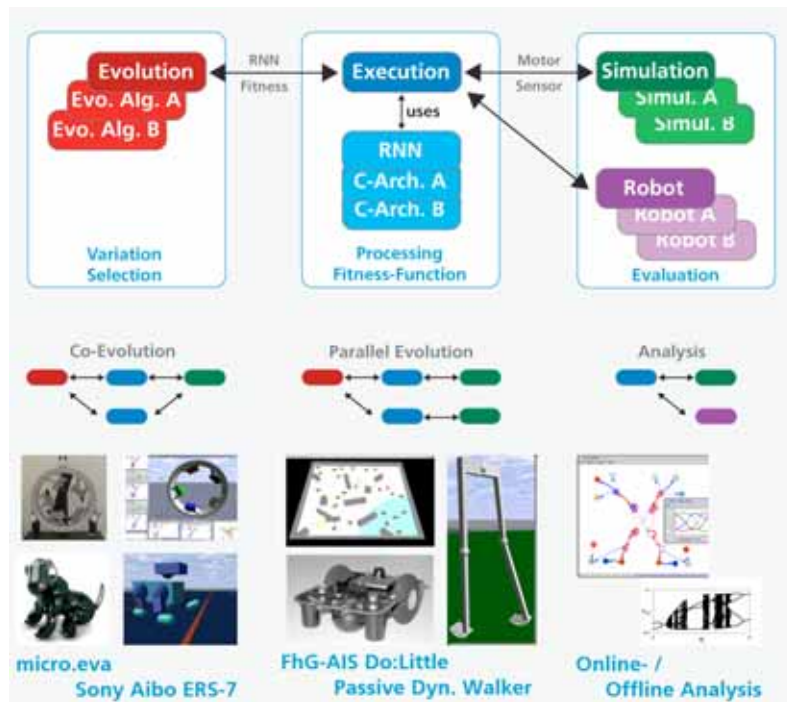 Evolution
Evo. Alg. A
Evo. Alg. B
Variation
Selection
RNN
Fitness
Execution
uses
RNN
C-Arch. A
C-Arch. B
Processing
Fitness-Function
Motor
Sensor
Simulation
Simul. A
Simul. B
Robot
Robot A
Robot B
Evaluation
Co-Evolution
Parallel Evolution
Analysis
micro.eva
Sony Aibo ERS-7
FhG-AIS Do:Little
Passive Dyn. Walker
Online- /
Offline Analysis